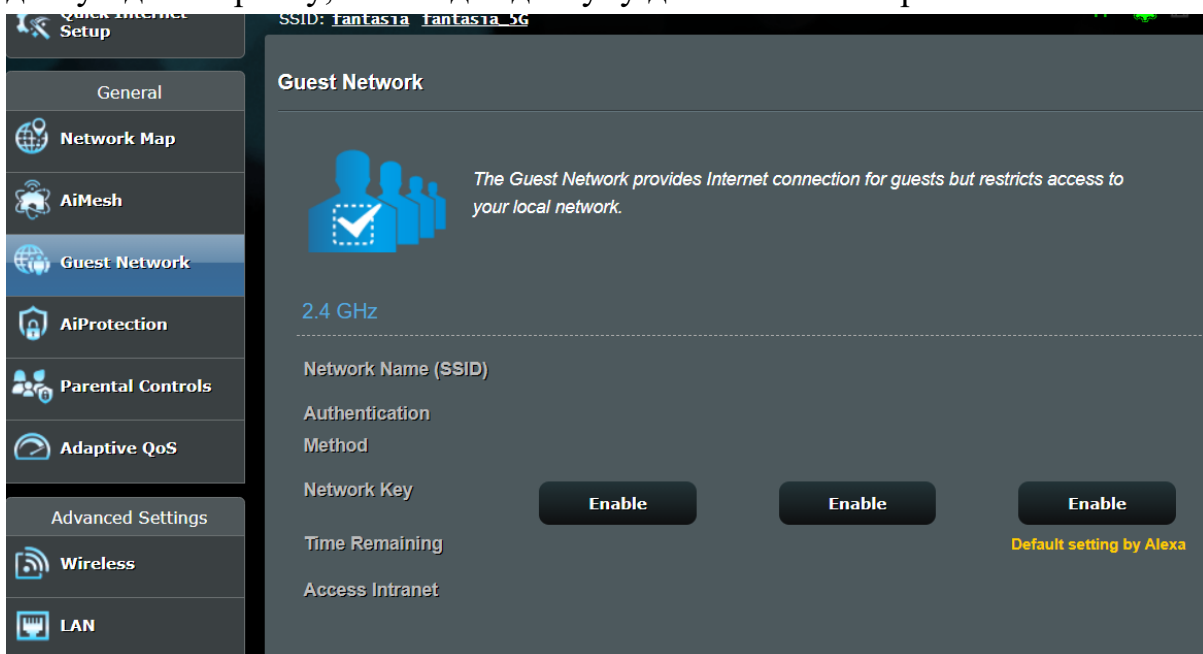 Quick Internet
Setup
SSID: fantasia fantasia_5G
General
Network Map
AiMesh
Guest Network
AiProtection
Parental Controls
Adaptive QoS
Advanced Settings
Wireless
LAN
Guest Network
The Guest Network provides Internet connection for guests but restricts access to
your local network.
2.4 GHz
Network Name (SSID)
Authentication
Method
Network Key
Enable Enable Enable
Time Remaining
Default setting by Alexa
Access Intranet